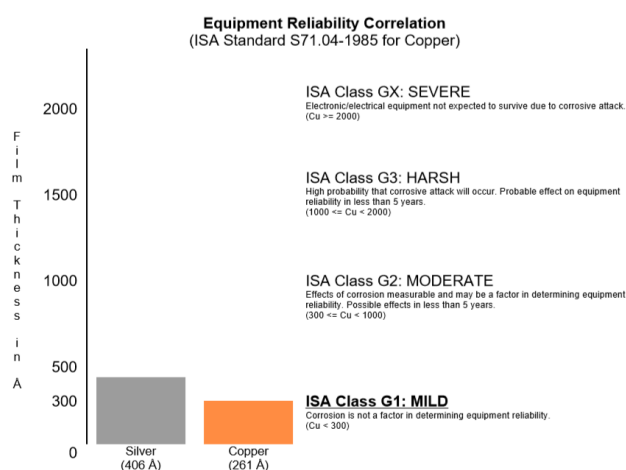 Equipment Reliability Correlation
(ISA Standard S71.04-1985 for Copper)
Film Thickness in Å
2000
1500
1000
500
300
0
ISA Class GX: SEVERE
Electronic/electrical equipment not expected to survive due to corrosive attack.
(Cu >= 2000)
ISA Class G3: HARSH
High probability that corrosive attack will occur. Probable effect on equipment
reliability in less than 5 years.
(1000 <= Cu < 2000)
ISA Class G2: MODERATE
Effects of corrosion measurable and may be a factor in determining equipment
reliability. Possible effects in less than 5 years.
(300 <= Cu < 1000)
ISA Class G1: MILD
Corrosion is not a factor in determining equipment reliability.
(Cu < 300)
Silver
(406 Å)
Copper
(261 Å)